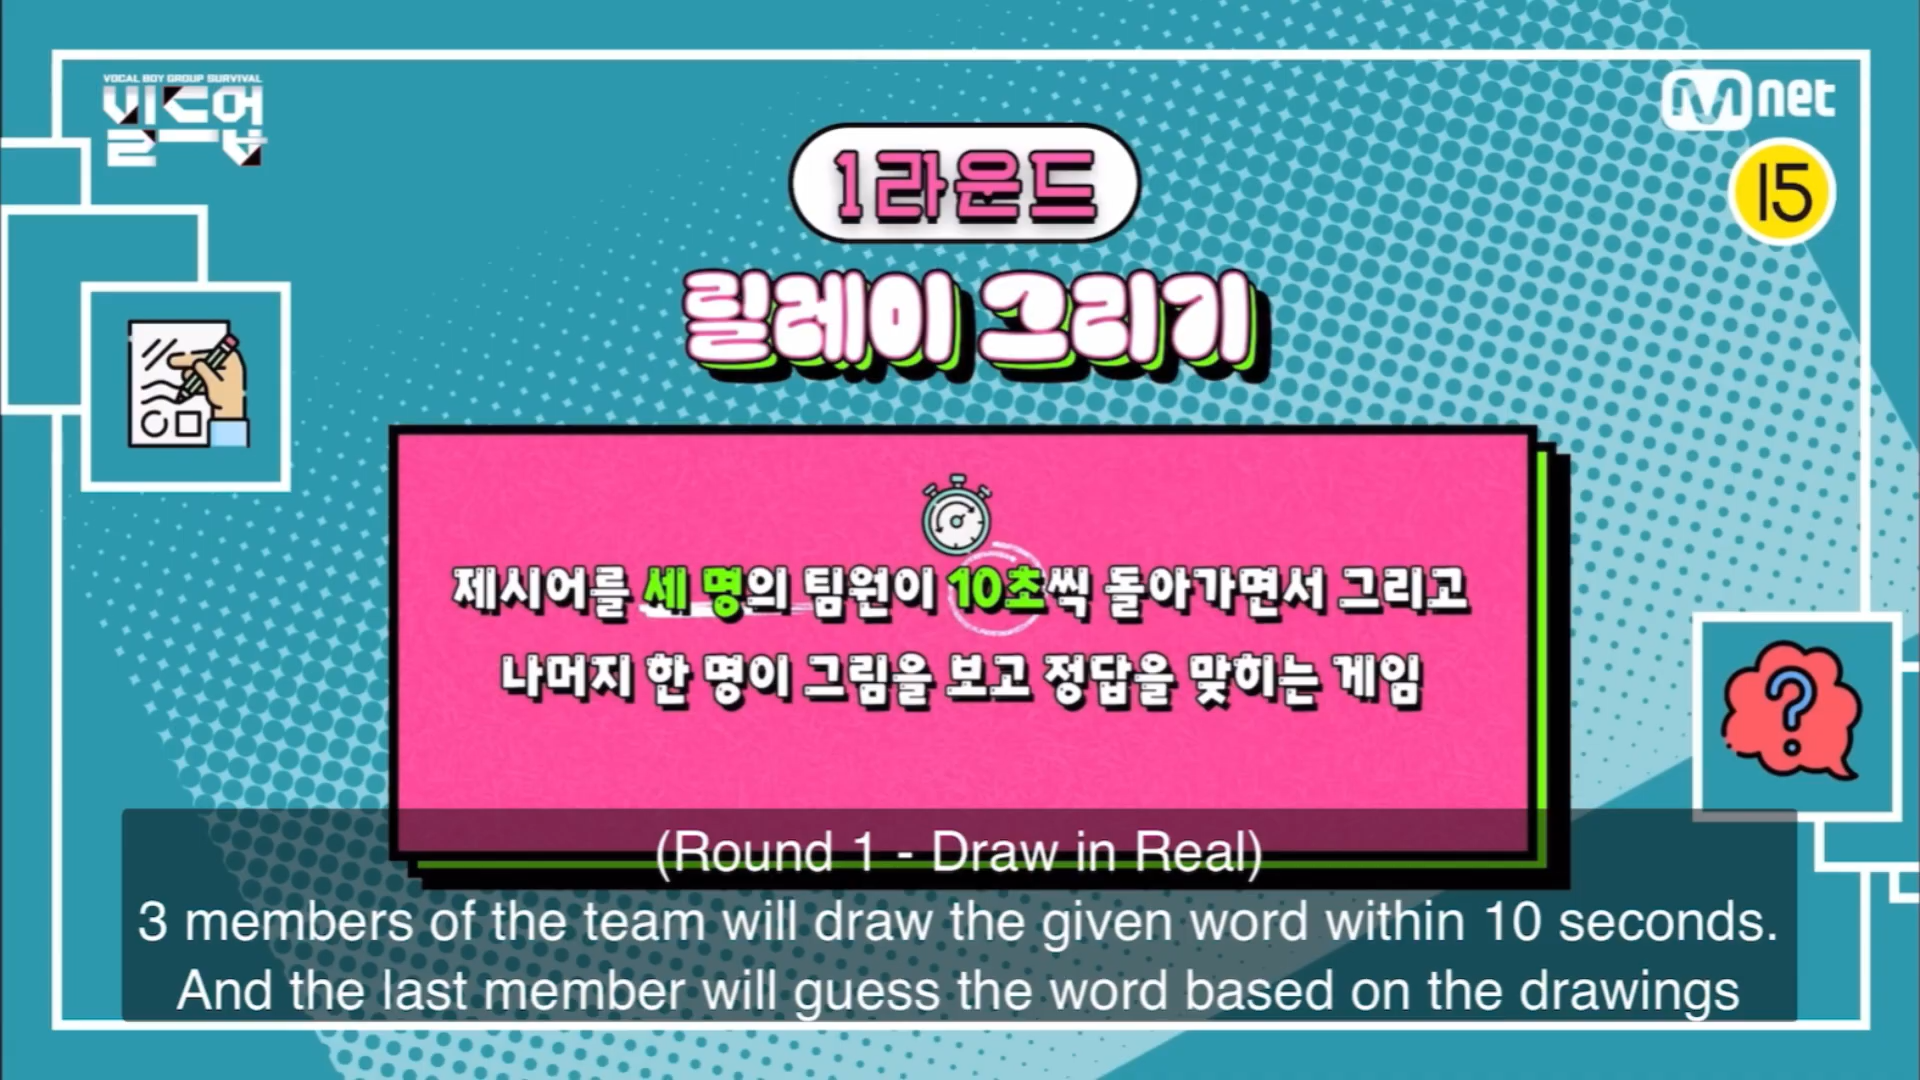 VOCAL BOY GROUP SURVIVAL
빌드업
Mnet
15
1라운드
릴레이 그리기
제시어를 세 명의 팀원이 10초씩 돌아가면서 그리고
나머지 한 명이 그림을 보고 정답을 맞히는 게임
(Round 1 - Draw in Real)
3 members of the team will draw the given word within 10 seconds.
And the last member will guess the word based on the drawings